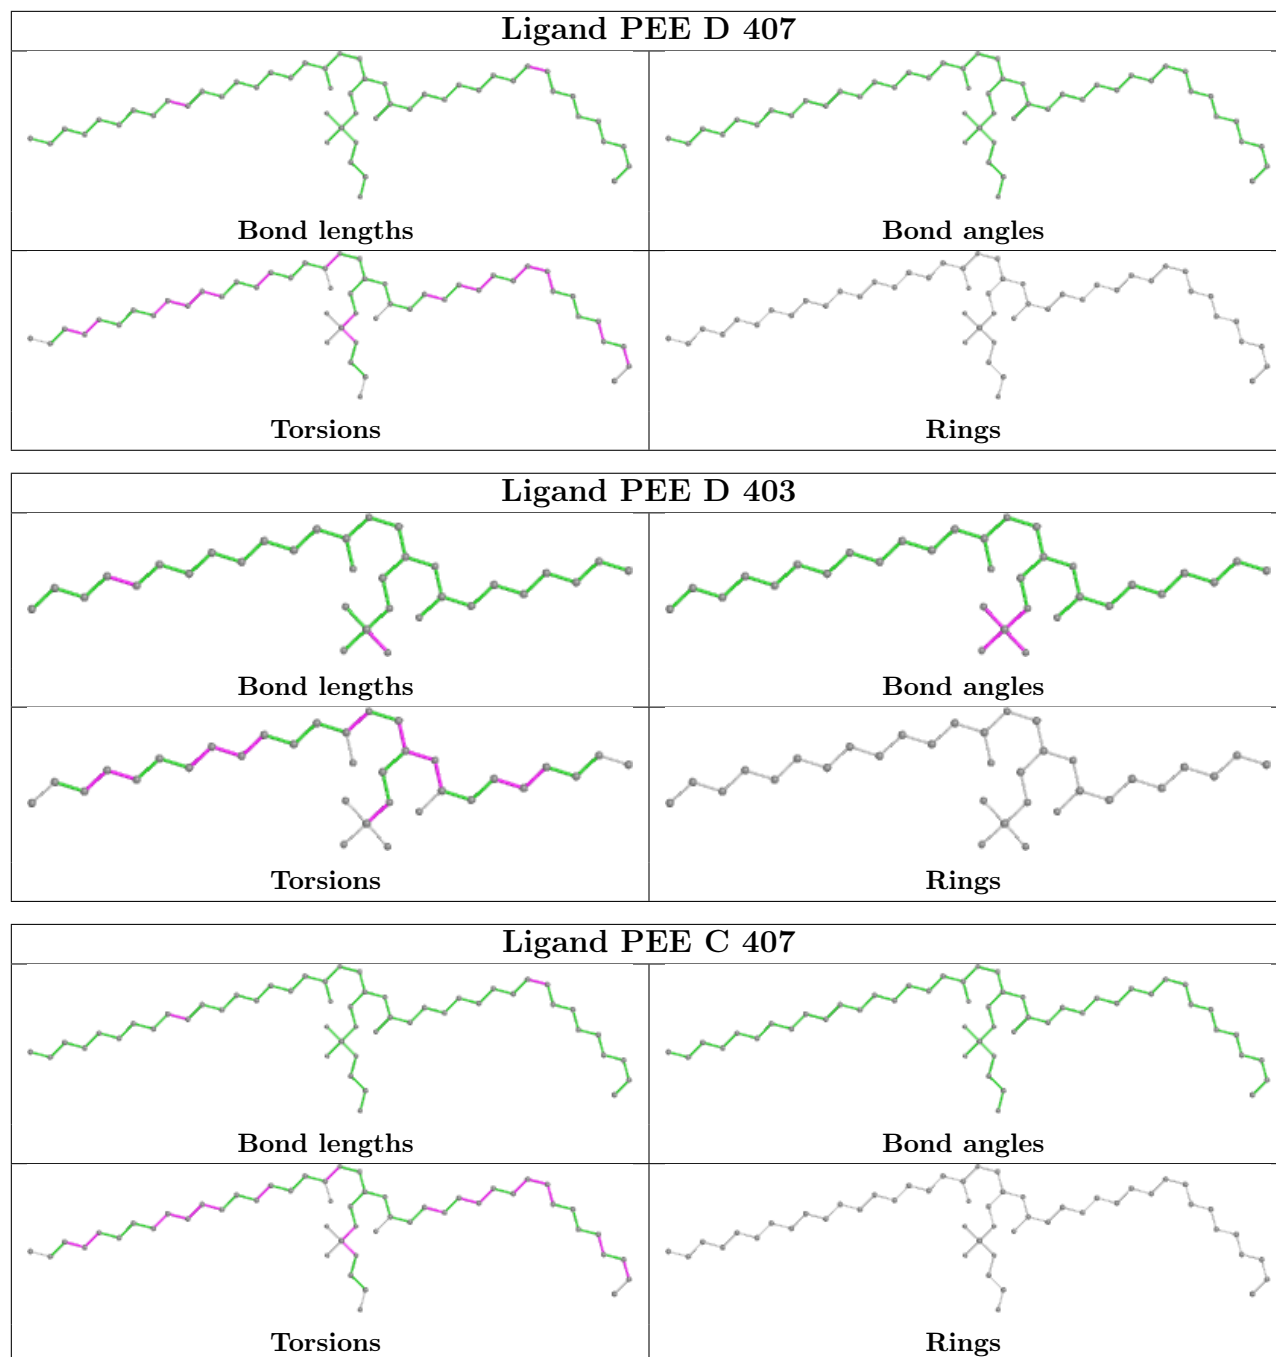 Ligand PEE D 407
Bond lengths
Bond angles
Torsions
Rings
Ligand PEE D 403
Bond lengths
Bond angles
Torsions
Rings
Ligand PEE C 407
Bond lengths
Bond angles
Torsions
Rings